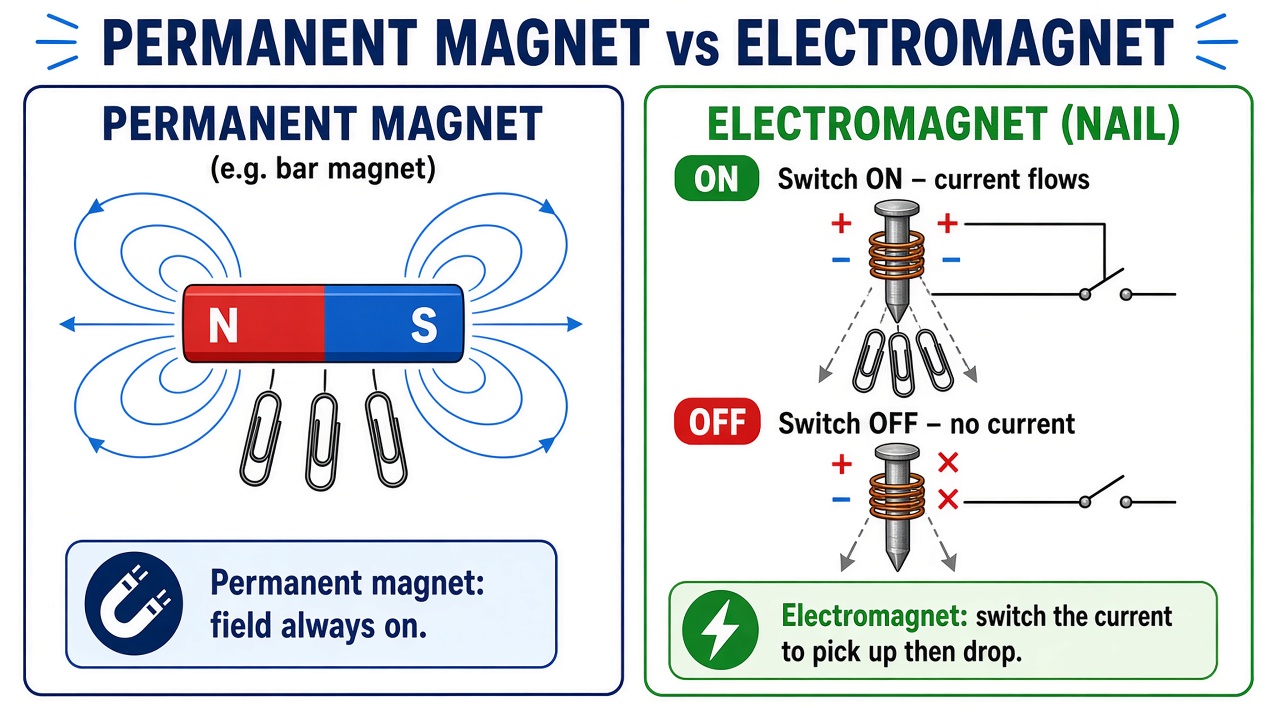 PERMANENT MAGNET vs ELECTROMAGNET
PERMANENT MAGNET
(e.g. bar magnet)
N S
Permanent magnet:
field always on.
ELECTROMAGNET (NAIL)
ON Switch ON – current flows
+ +
– –
OFF Switch OFF – no current
+ ×
– ×
Electromagnet: switch the current
to pick up then drop.